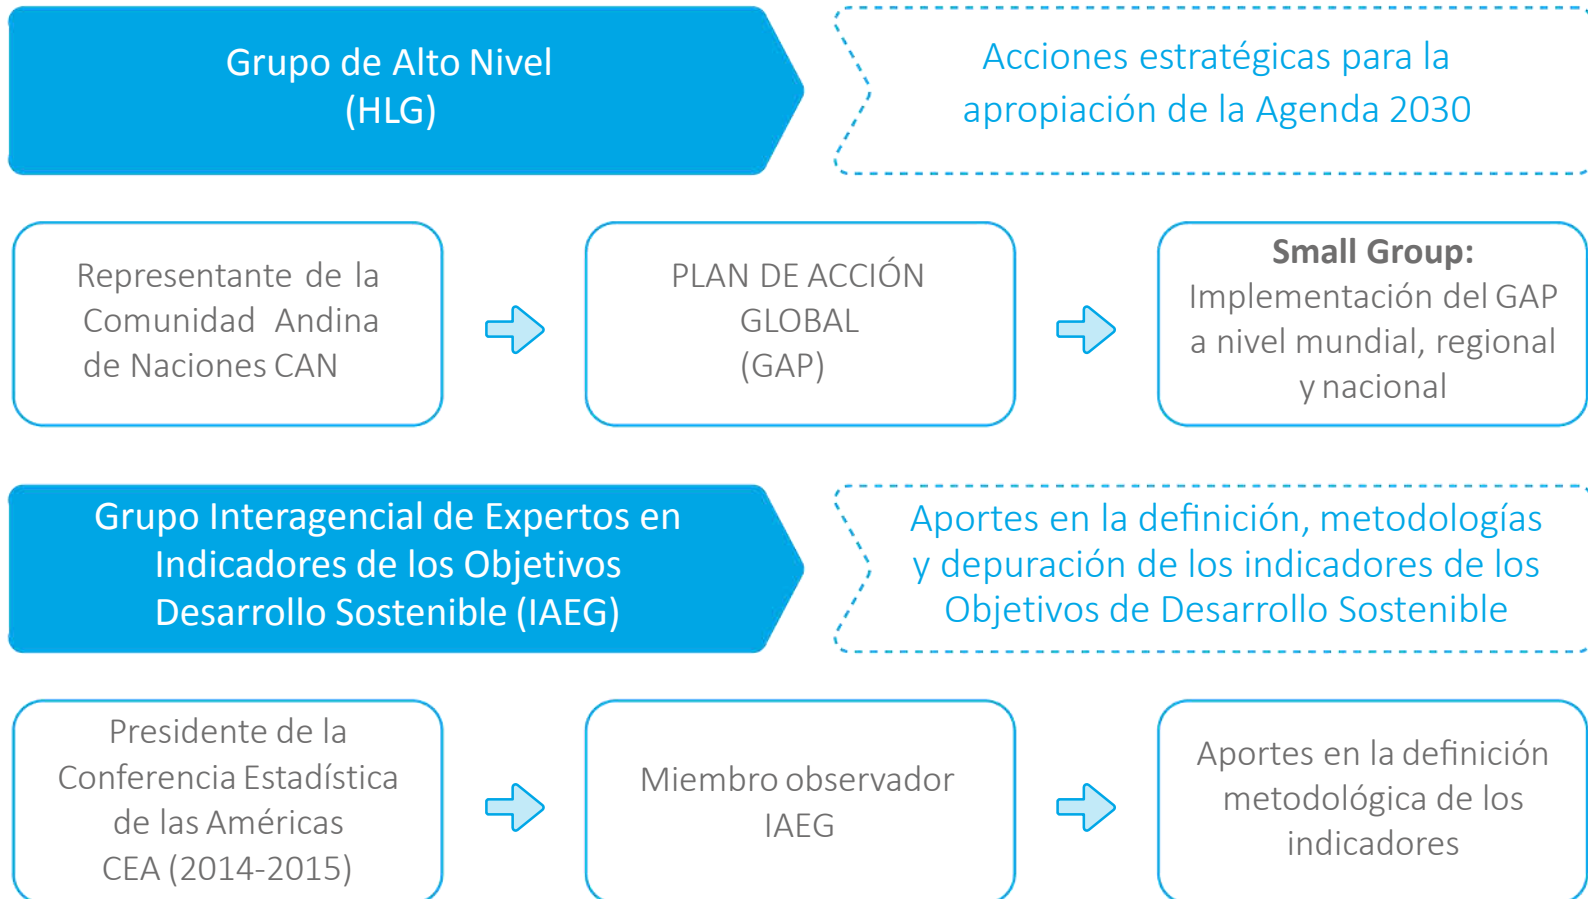 Grupo de Alto Nivel
(HLG)
Acciones estratégicas para la
apropiación de la Agenda 2030
Representante de la
Comunidad Andina
de Naciones CAN
PLAN DE ACCIÓN
GLOBAL
(GAP)
Small Group:
Implementación del GAP
a nivel mundial, regional
y nacional
Grupo Interagencial de Expertos en
Indicadores de los Objetivos
Desarrollo Sostenible (IAEG)
Aportes en la definición, metodologías
y depuración de los indicadores de los
Objetivos de Desarrollo Sostenible
Presidente de la
Conferencia Estadística
de las Américas
CEA (2014-2015)
Miembro observador
IAEG
Aportes en la definición
metodológica de los
indicadores